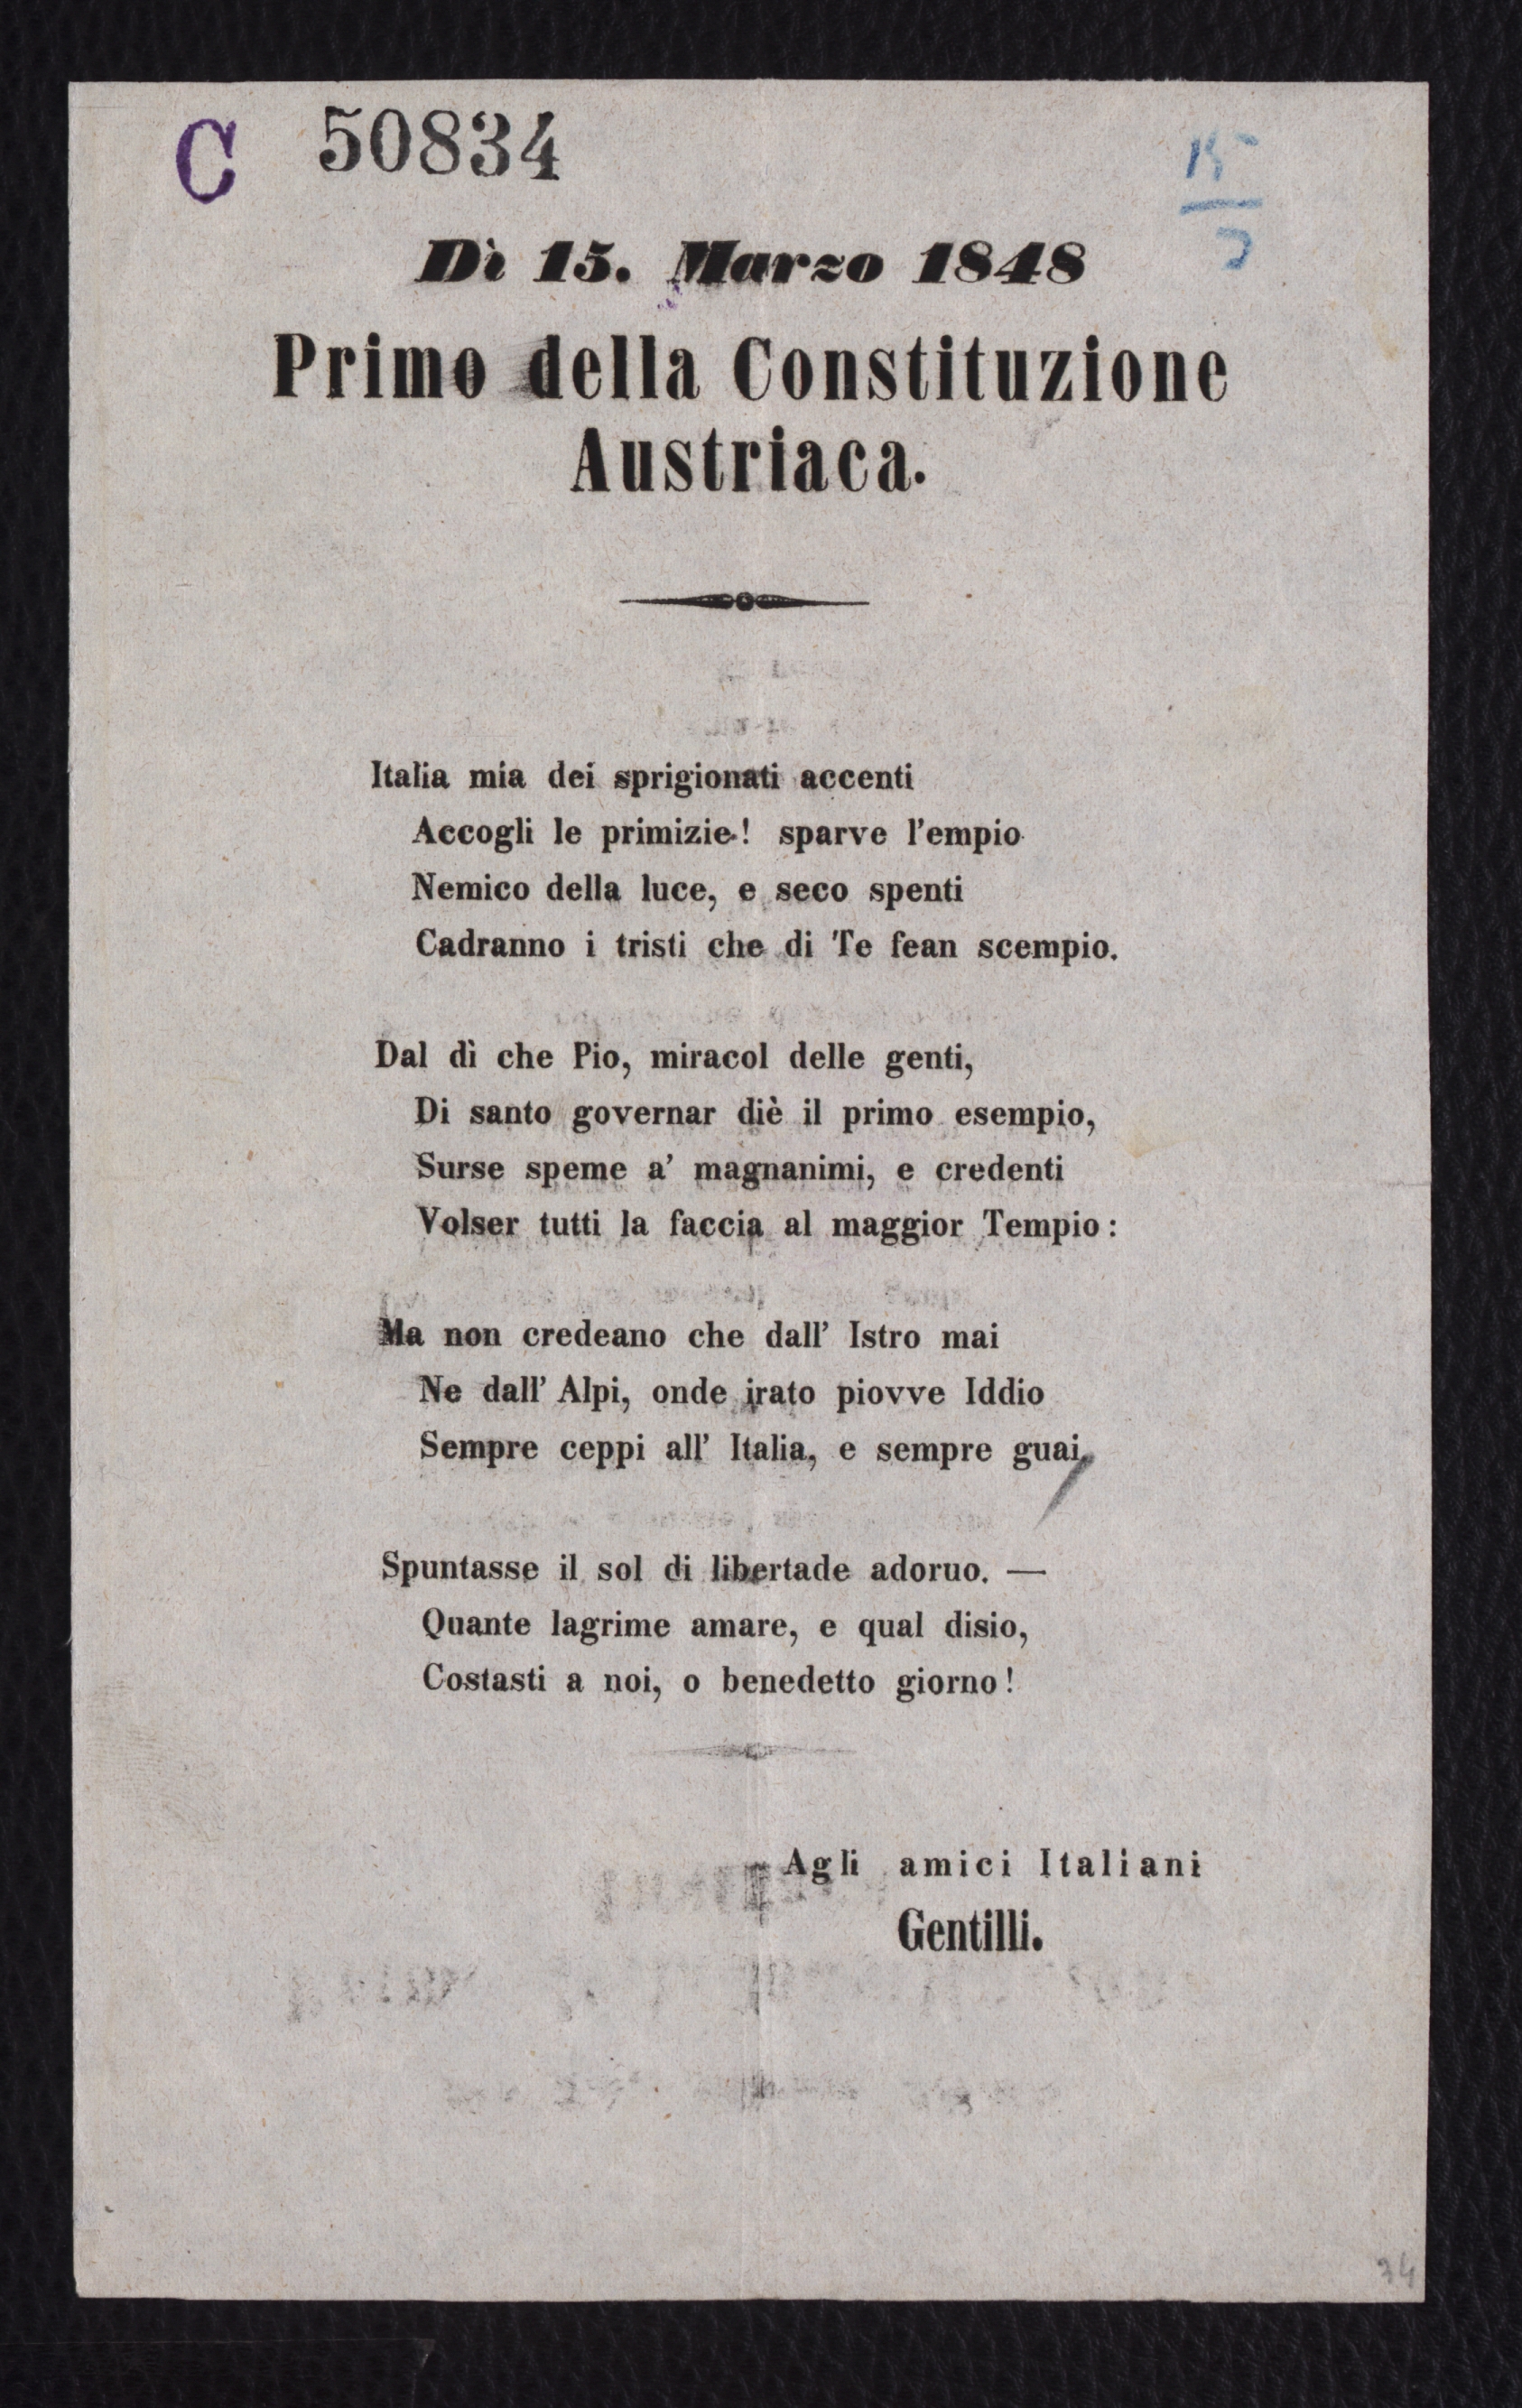 C 50834
15
3
Dì 15. Marzo 1848
Primo della Constituzione
Austriaca.
Italia mia dei sprigionati accenti
Accogli le primizie! sparve l'empio
Nemico della luce, e seco spenti
Cadranno i tristi che di Te fean scempio.
Dal dì che Pio, miracol delle genti,
Di santo governar diè il primo esempio,
Surse speme a' magnanimi, e credenti
Volser tutti la faccia al maggior Tempio:
Ma non credeano che dall' Istro mai
Ne dall' Alpi, onde irato piovve Iddio
Sempre ceppi all' Italia, e sempre guai,
Spuntasse il sol di libertade adoruo. —
Quante lagrime amare, e qual disio,
Costasti a noi, o benedetto giorno!
Agli amici Italiani
Gentilli.
34